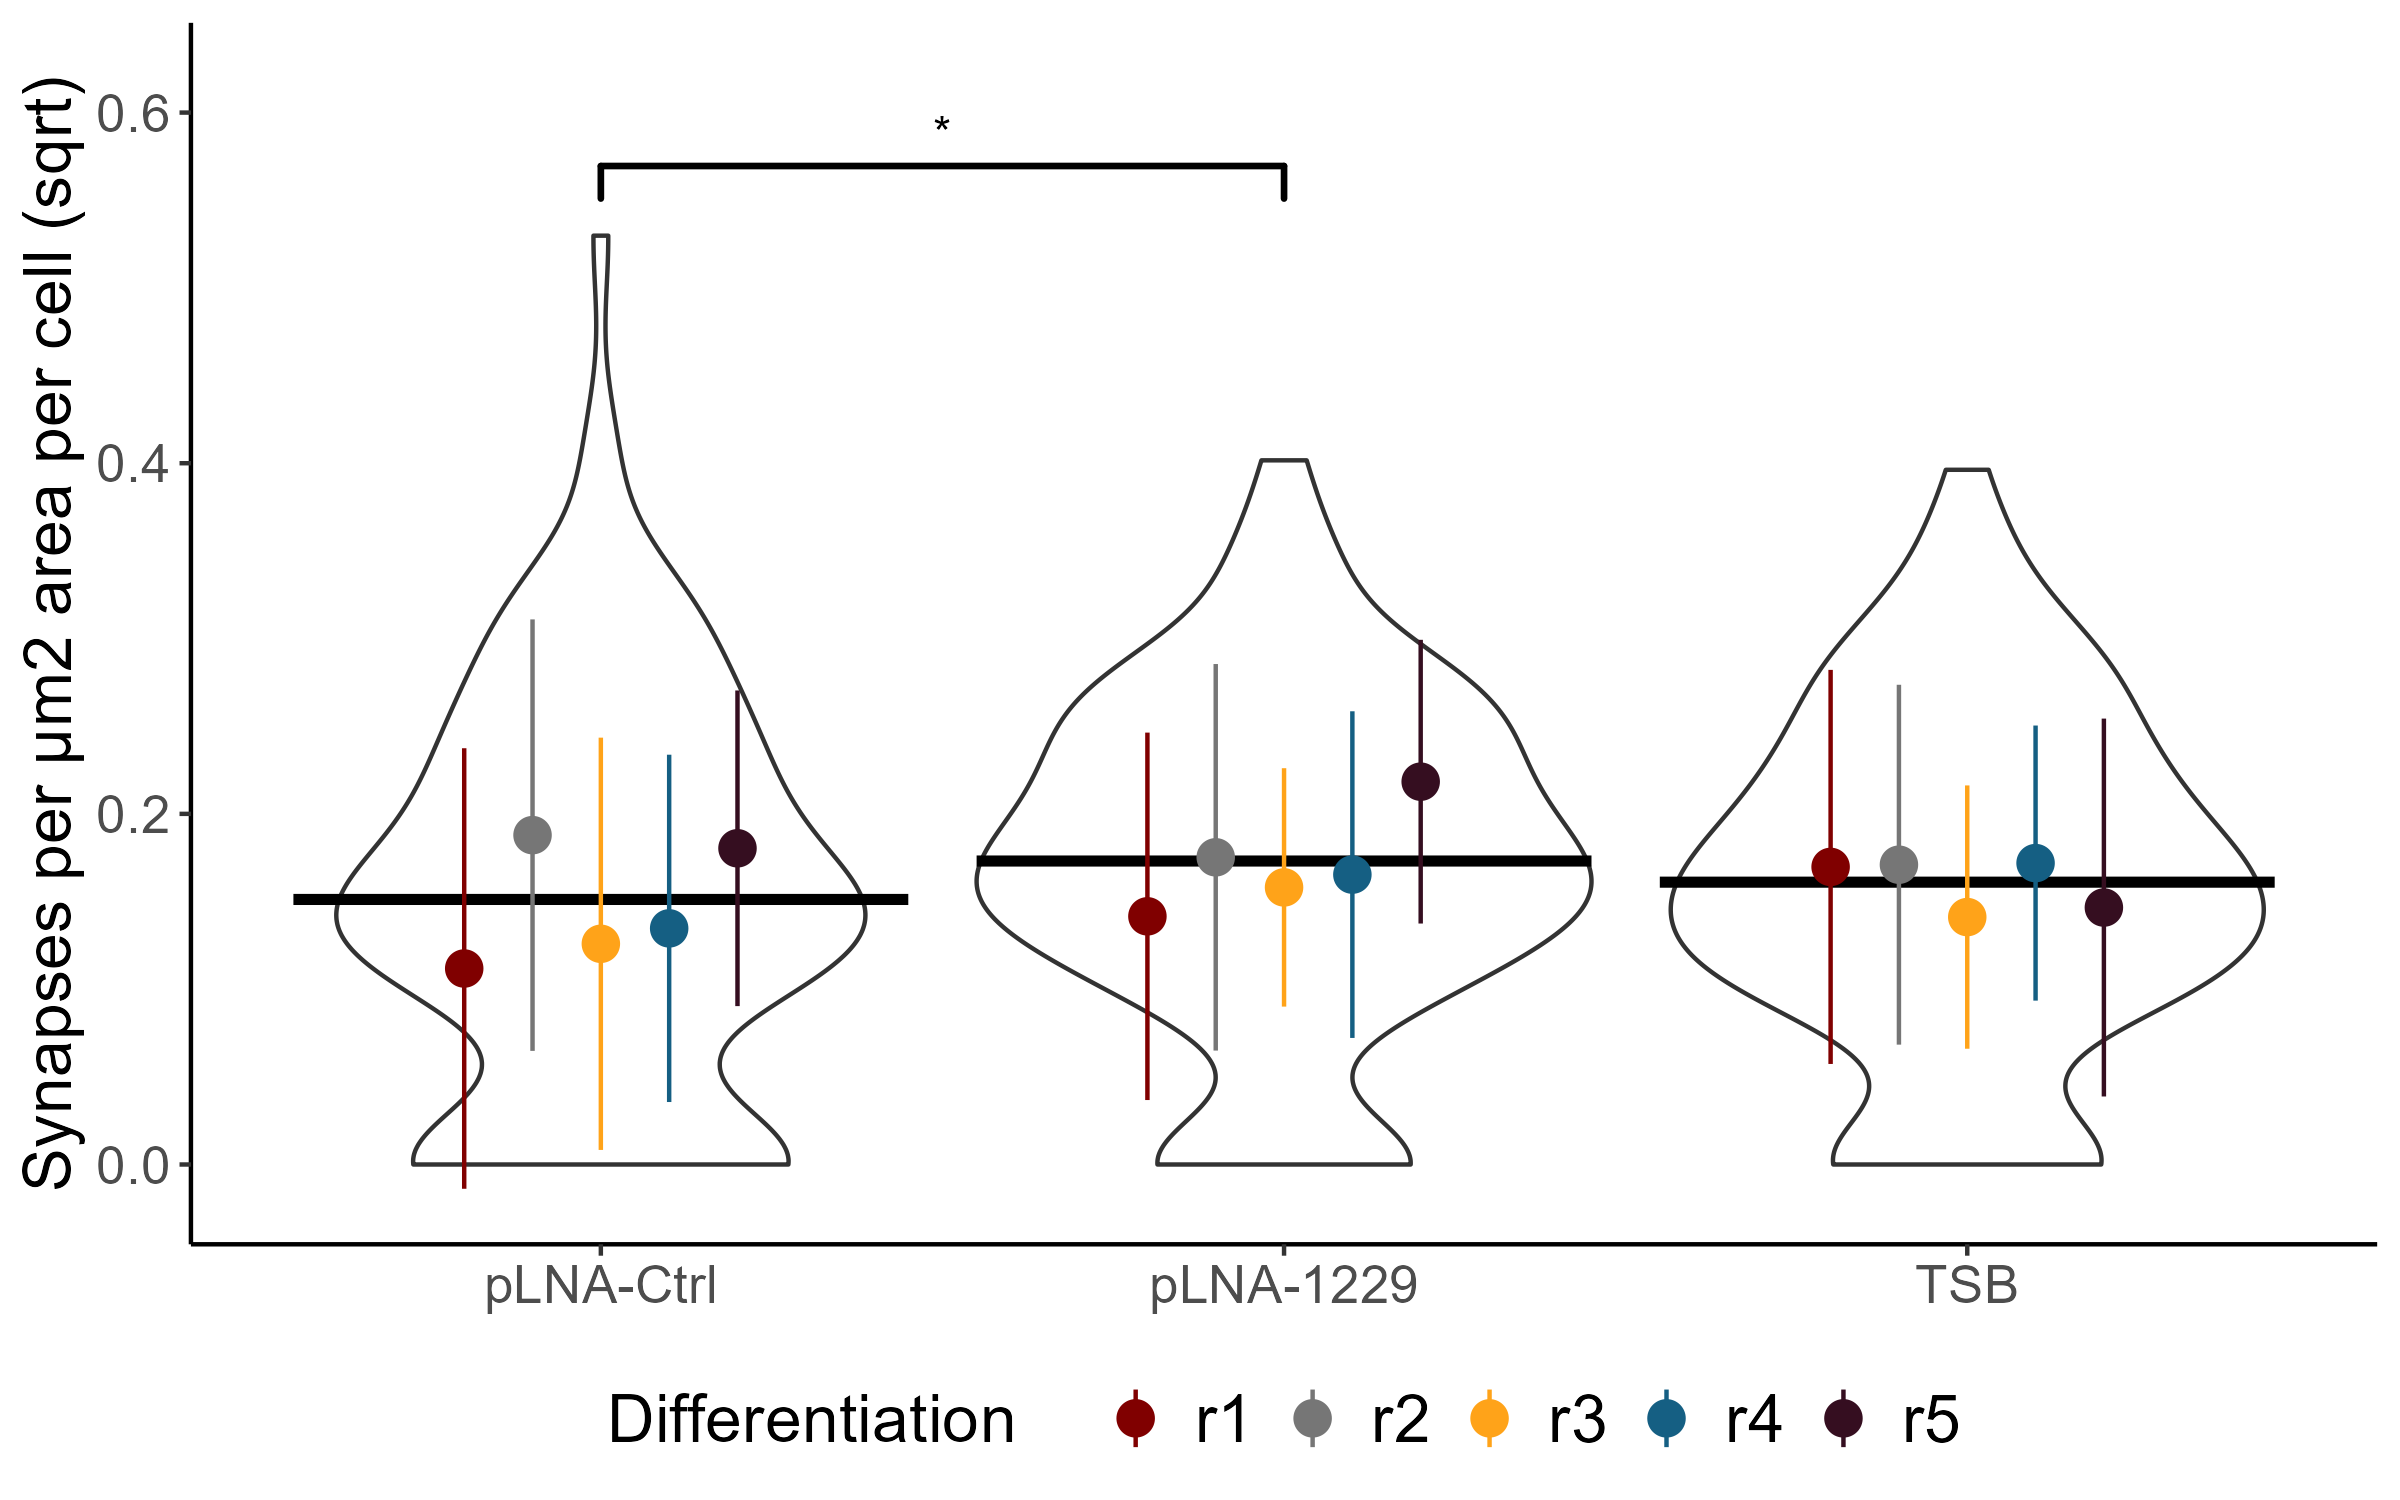 Synapses per µm2 area per cell (sqrt)
0.6
0.4
0.2
0.0
*
pLNA-Ctrl pLNA-1229 TSB
Differentiation r1 r2 r3 r4 r5